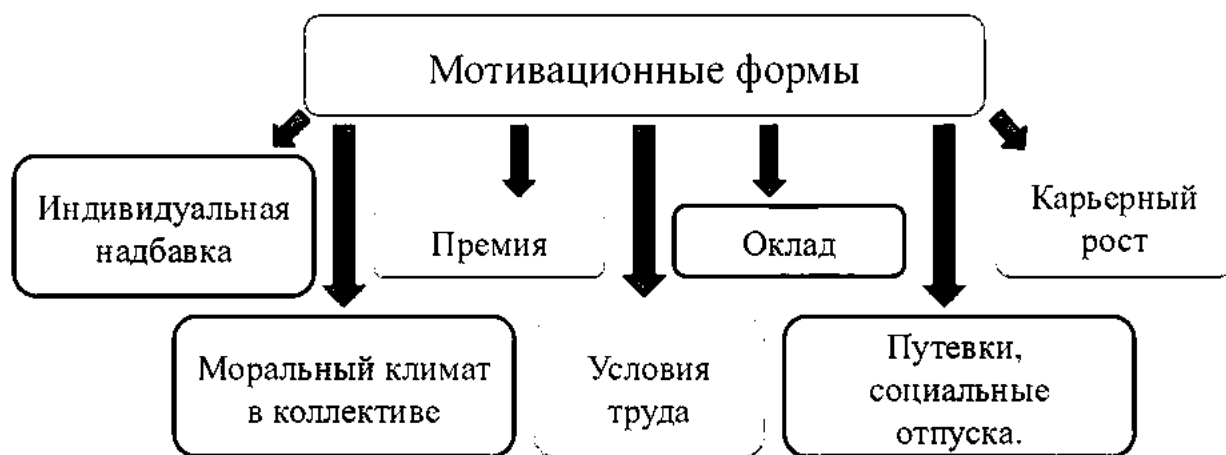 Мотивационные формы
Индивидуальная
надбавка
Премия
Оклад
Карьерный
рост
Моральный климат
в коллективе
Условия
труда
Путевки,
социальные
отпуска.